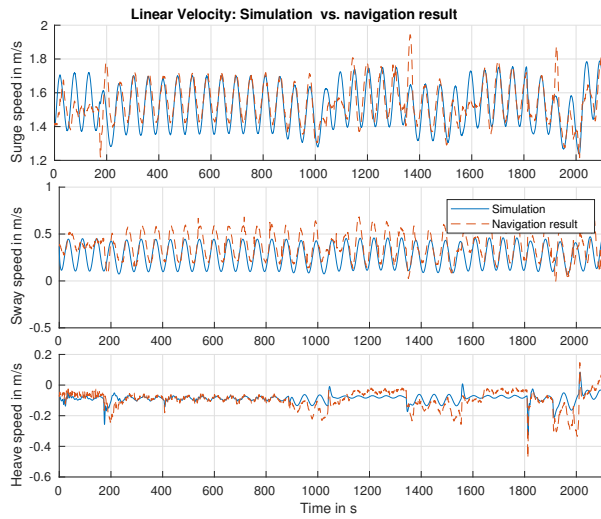 Linear Velocity: Simulation vs. navigation result
Surge speed in m/s
2
1.8
1.6
1.4
1.2
0 200 400 600 800 1000 1200 1400 1600 1800 2000
Sway speed in m/s
1
0.5
0
-0.5
Simulation
Navigation result
0 200 400 600 800 1000 1200 1400 1600 1800 2000
Heave speed in m/s
0.2
0
-0.2
-0.4
-0.6
0 200 400 600 800 1000 1200 1400 1600 1800 2000
Time in s